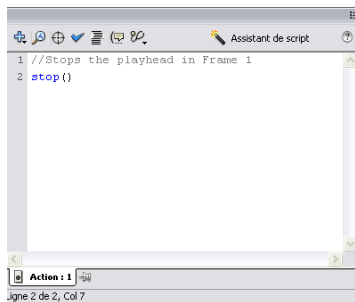 Assistant de script
1 //Stops the playhead in Frame 1
2 stop()
Action : 1
Ligne 2 de 2, Col 7